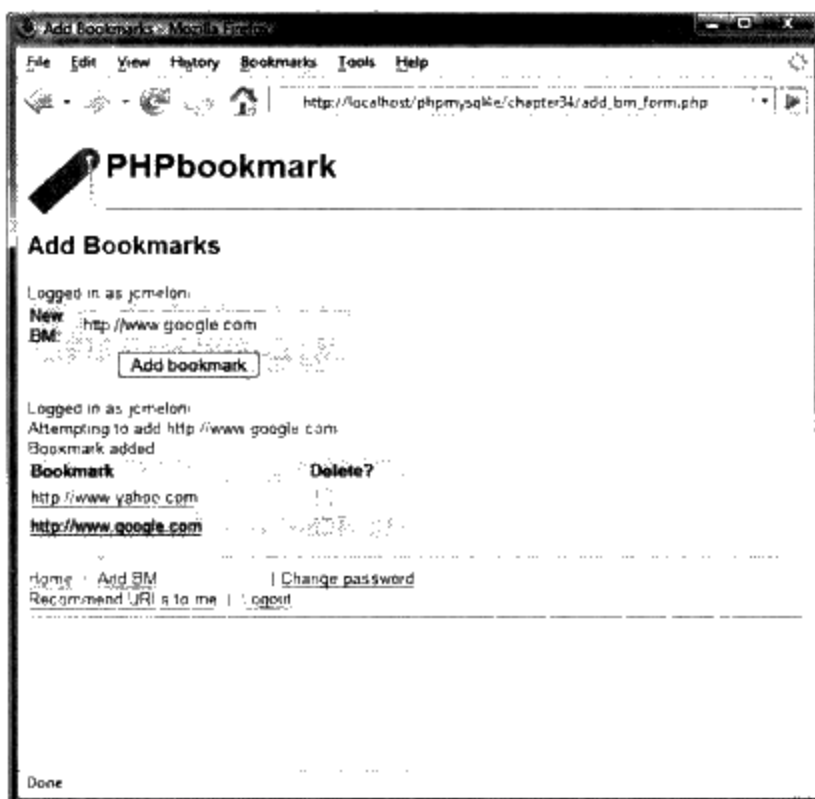 Add Bookmarks - Mozilla Firefox
File Edit View History Bookmarks Tools Help
http://localhost/phpmysql4e/chapter34/add_bm_form.php
PHPbookmark
Add Bookmarks
Logged in as jcmeloni
New BM: http://www.google.com
Add bookmark
Logged in as jcmeloni
Attempting to add http://www.google.com
Bookmark added
Bookmark Delete?
http://www.yahoo.com
http://www.google.com
Home | Add BM | Change password
Recommend URLs to me | Logout
Done